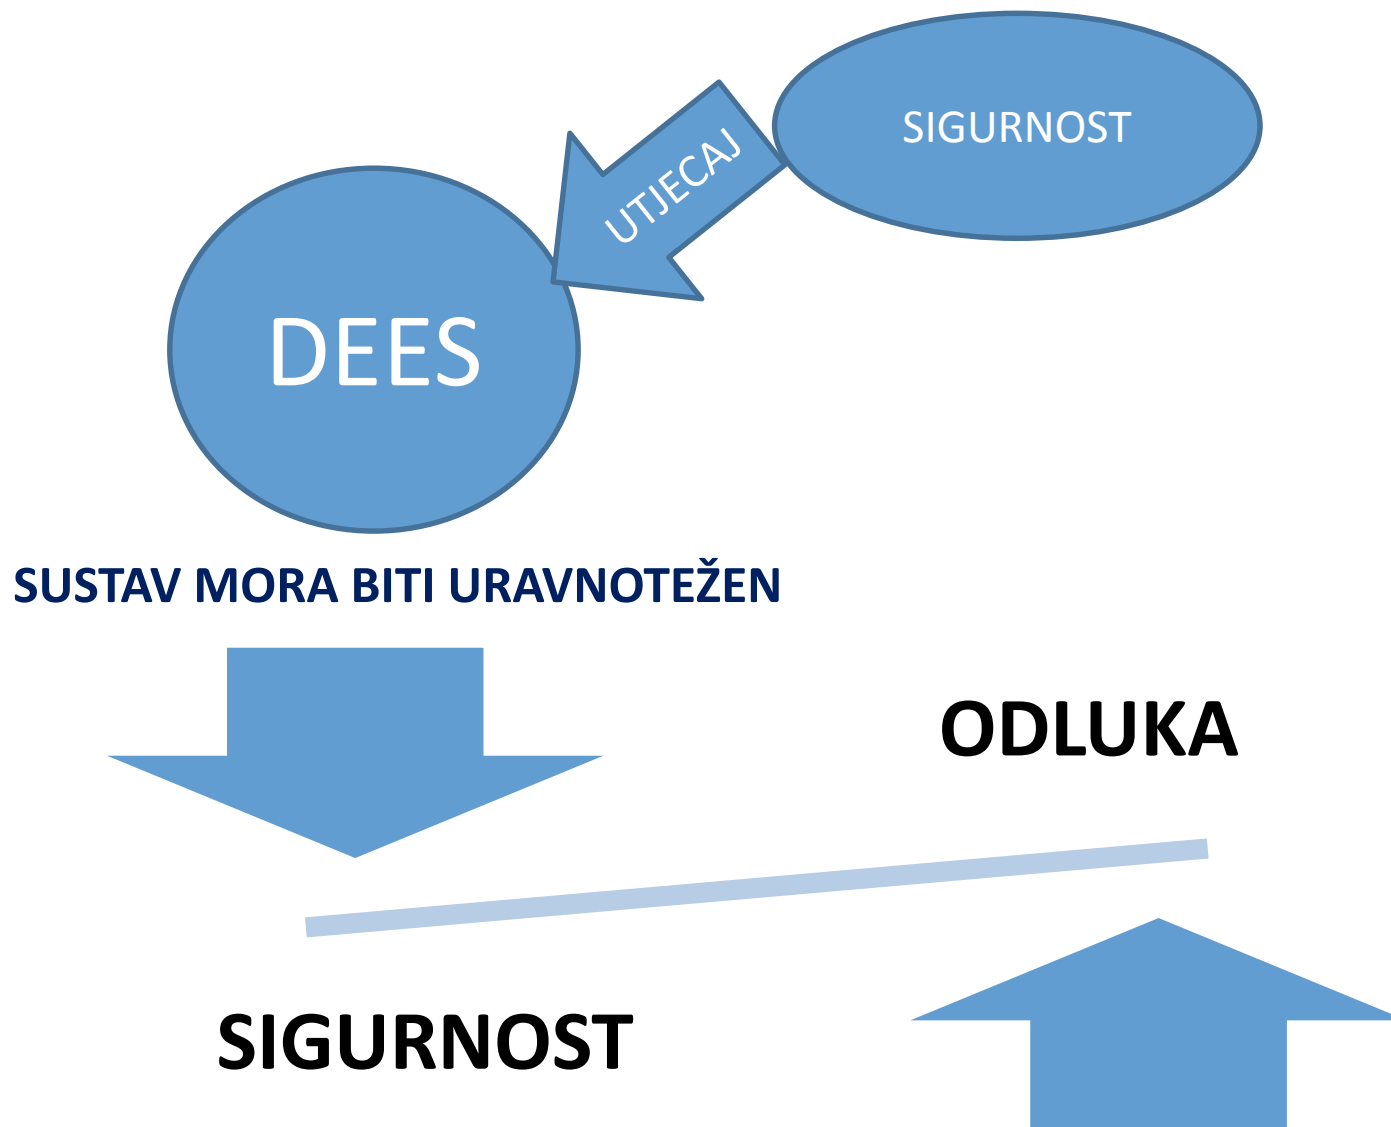 SIGURNOST
UTJECAJ
DEES
SUSTAV MORA BITI URAVNOTEŽEN
ODLUKA
SIGURNOST